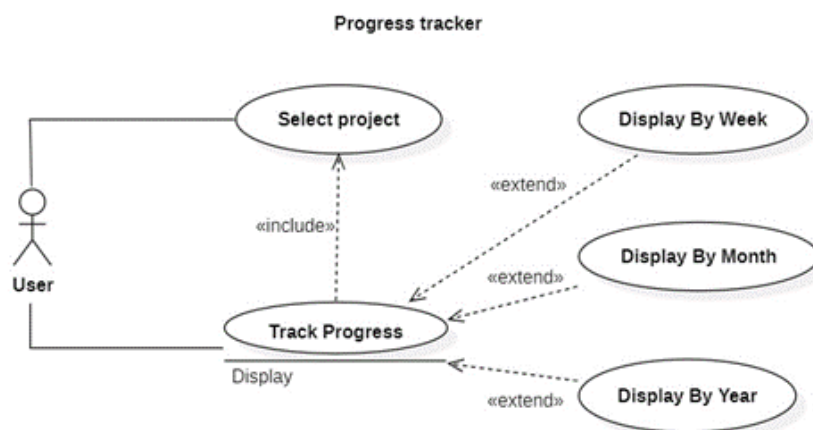 Progress tracker
Select project
Display By Week
«extend»
«include»
Display By Month
«extend»
User
Track Progress
Display
Display By Year
«extend»